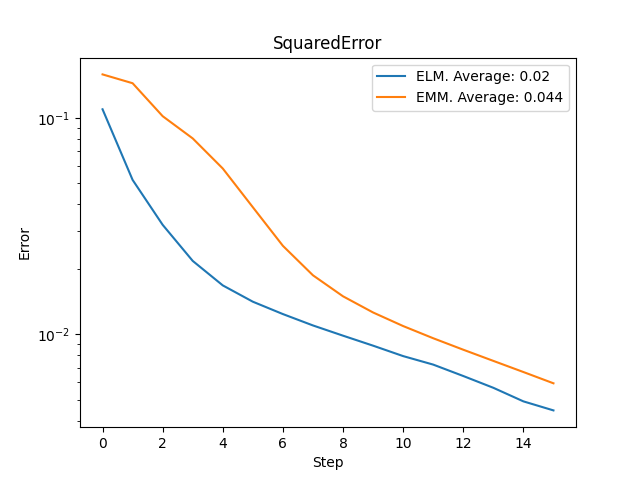 SquaredError
ELM. Average: 0.02
EMM. Average: 0.044
10⁻¹
10⁻²
Error
0 2 4 6 8 10 12 14
Step